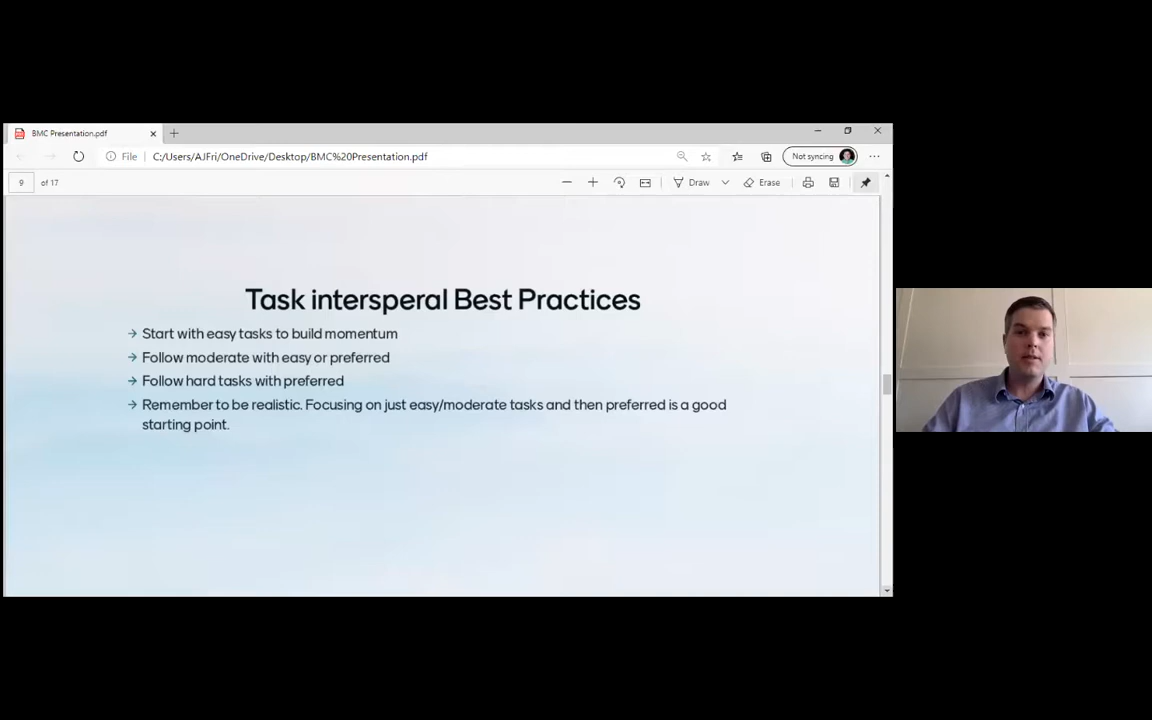 BMC Presentation.pdf
File C:/Users/AJFri/OneDrive/Desktop/BMC%20Presentation.pdf Not syncing
9 of 17 Draw Erase
Task intersperal Best Practices
→ Start with easy tasks to build momentum
→ Follow moderate with easy or preferred
→ Follow hard tasks with preferred
→ Remember to be realistic. Focusing on just easy/moderate tasks and then preferred is a good
starting point.